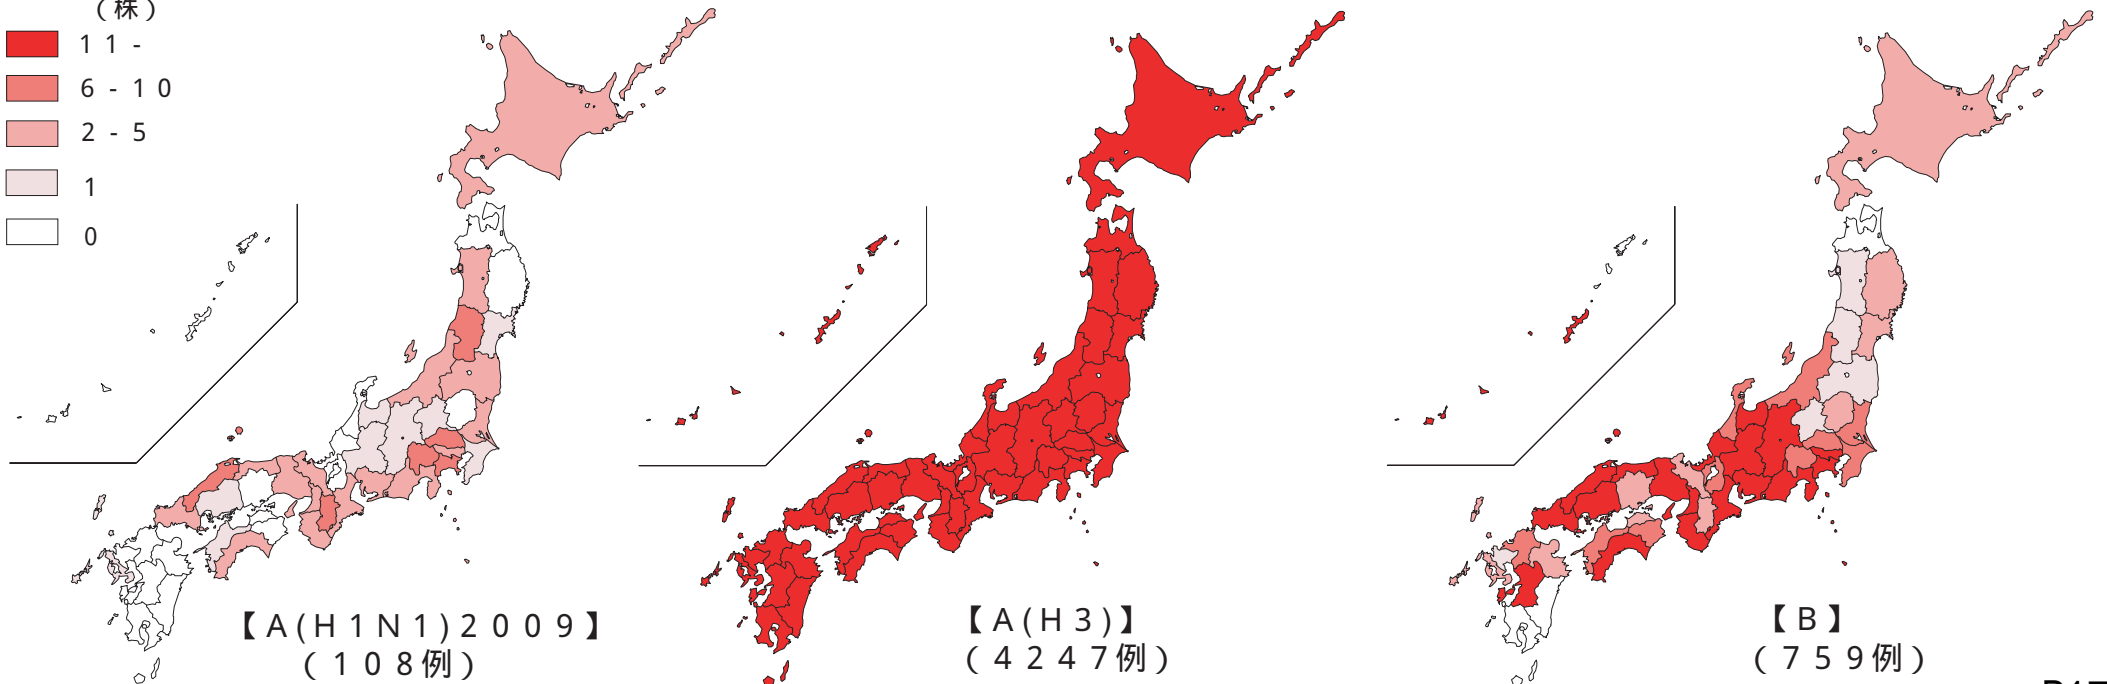 （株）
11-
6-10
2-5
1
0
【A(H1N1)2009】
（108例）
【A(H3)】
（4247例）
【B】
（759例）